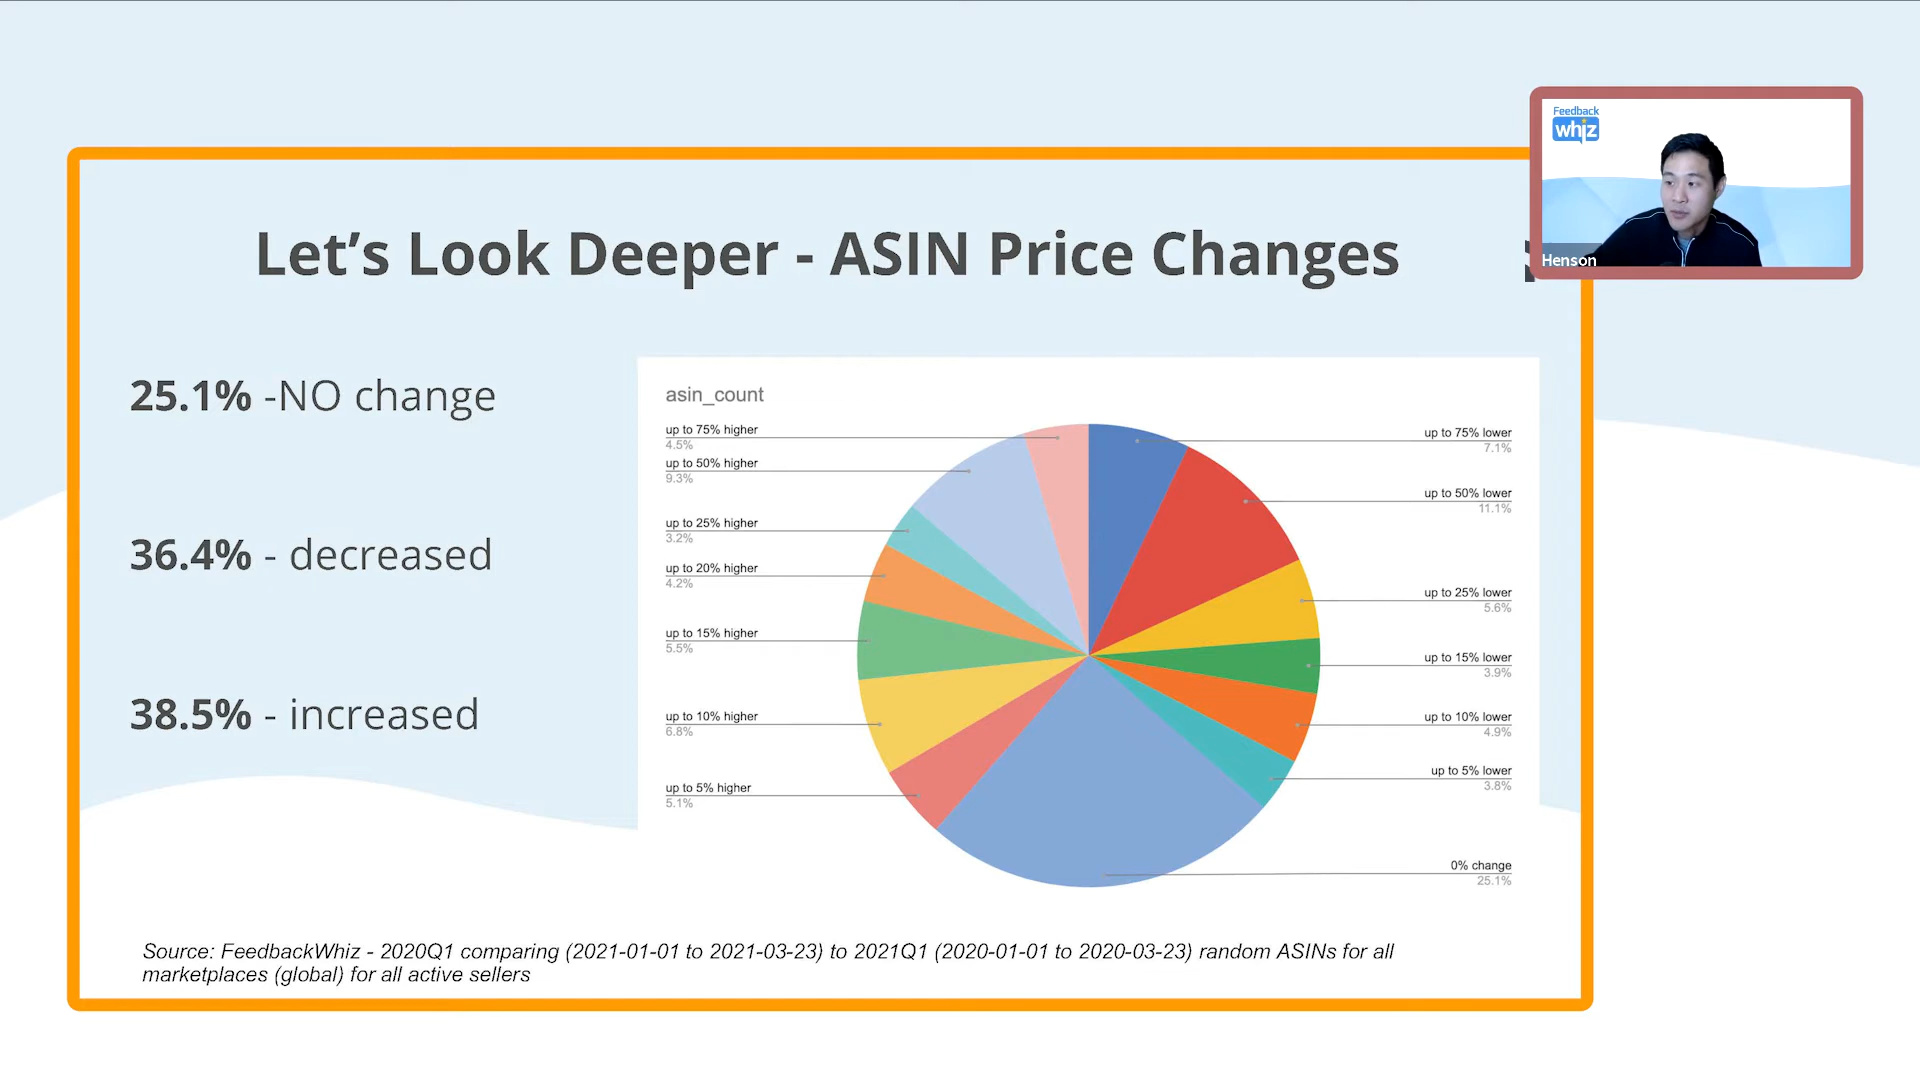 Feedback
whiz
Henson
Let’s Look Deeper - ASIN Price Changes
25.1% -NO change
36.4% - decreased
38.5% - increased
asin_count
up to 75% higher
4.5%
up to 50% higher
9.3%
up to 25% higher
3.2%
up to 20% higher
4.2%
up to 15% higher
5.5%
up to 10% higher
6.8%
up to 5% higher
5.1%
up to 75% lower
7.1%
up to 50% lower
11.1%
up to 25% lower
5.6%
up to 15% lower
3.9%
up to 10% lower
4.9%
up to 5% lower
3.8%
0% change
25.1%
Source: FeedbackWhiz - 2020Q1 comparing (2021-01-01 to 2021-03-23) to 2021Q1 (2020-01-01 to 2020-03-23) random ASINs for all
marketplaces (global) for all active sellers